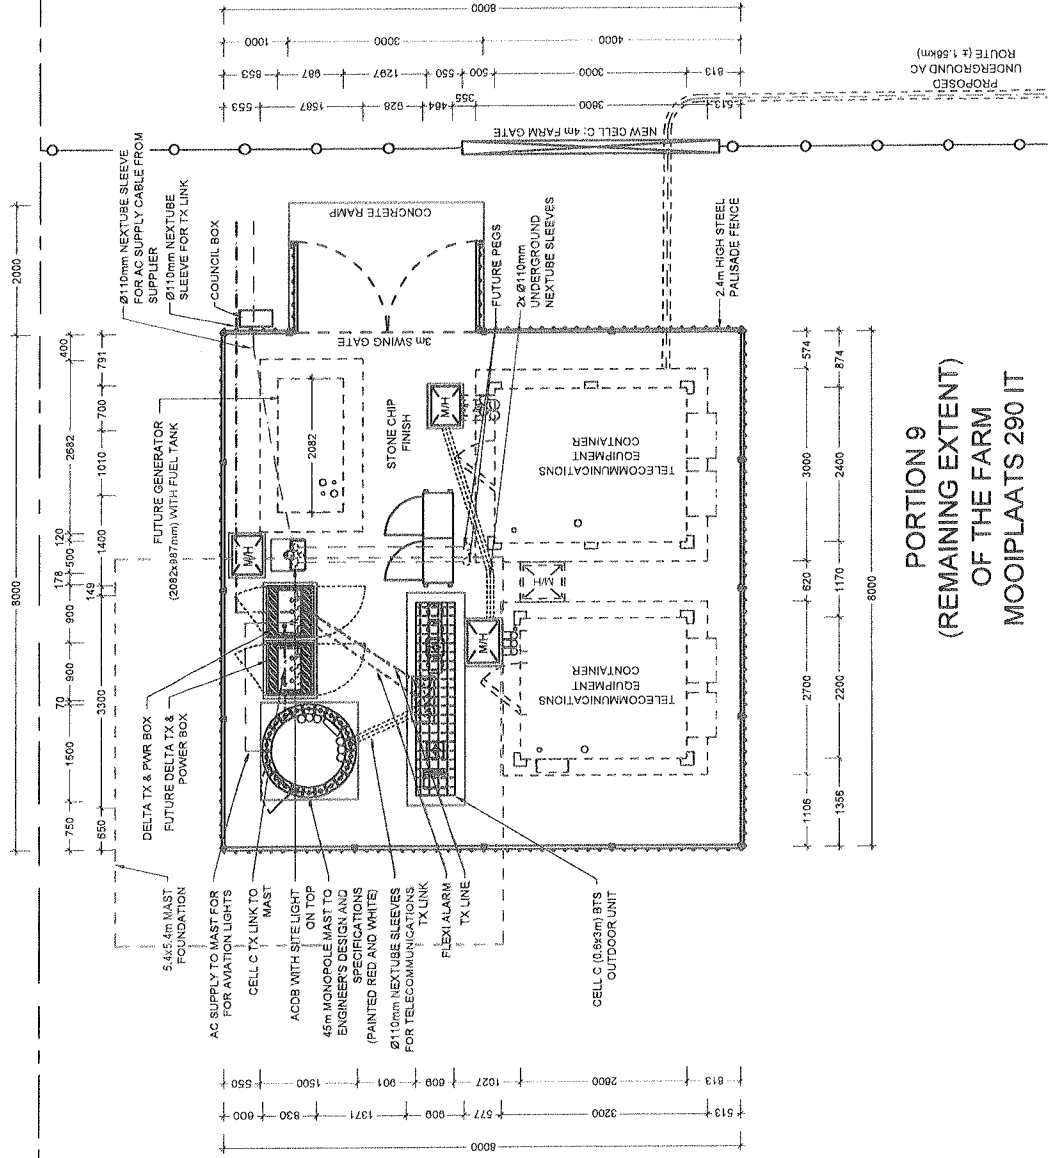 8000
1000
3000
4000
853
987
1297
550
500
3000
813
553
1587
928
464
355
3800
513
PROPOSED
UNDERGROUND AC
ROUTE (± 1.56km)
NEW CELL C: 4m FARM GATE
2000
Ø110mm NEXTUBE SLEEVE
FOR AC SUPPLY CABLE FROM
SUPPLIER
Ø110mm NEXTUBE
SLEEVE FOR TX LINK
COUNCIL BOX
CONCRETE RAMP
FUTURE PEGS
2x Ø110mm
UNDERGROUND
NEXTUBE SLEEVES
2.4m HIGH STEEL
PALISADE FENCE
3m SWING GATE
8000
400
2682
120
500
178
900
900
70
1500
750
791
700
1010
1400
149
3300
650
FUTURE GENERATOR
(2082x987mm) WITH FUEL TANK
2082
STONE CHIP
FINISH
M/H
M/H
M/H
M/H
TELECOMMUNICATIONS
EQUIPMENT
CONTAINER
TELECOMMUNICATIONS
EQUIPMENT
CONTAINER
574
3000
620
2700
1106
874
2400
1170
2200
1356
8000
DELTA TX & PWR BOX
FUTURE DELTA TX &
POWER BOX
5.4x5.4m MAST
FOUNDATION
AC SUPPLY TO MAST FOR
FOR AVIATION LIGHTS
CELL C TX LINK TO
MAST
ACDB WITH SITE LIGHT
ON TOP
45m MONOPOLE MAST TO
ENGINEER'S DESIGN AND
SPECIFICATIONS
(PAINTED RED AND WHITE)
Ø110mm NEXTUBE SLEEVES
FOR TELECOMMUNICATIONS
TX LINK
FLEXI ALARM
TX LINE
CELL C (0.6x3m) BTS
OUTDOOR UNIT
550
1500
901
609
1027
2600
813
600
830
1371
609
577
3200
513
8000
PORTION 9
(REMAINING EXTENT)
OF THE FARM
MOOIPLAATS 290 IT